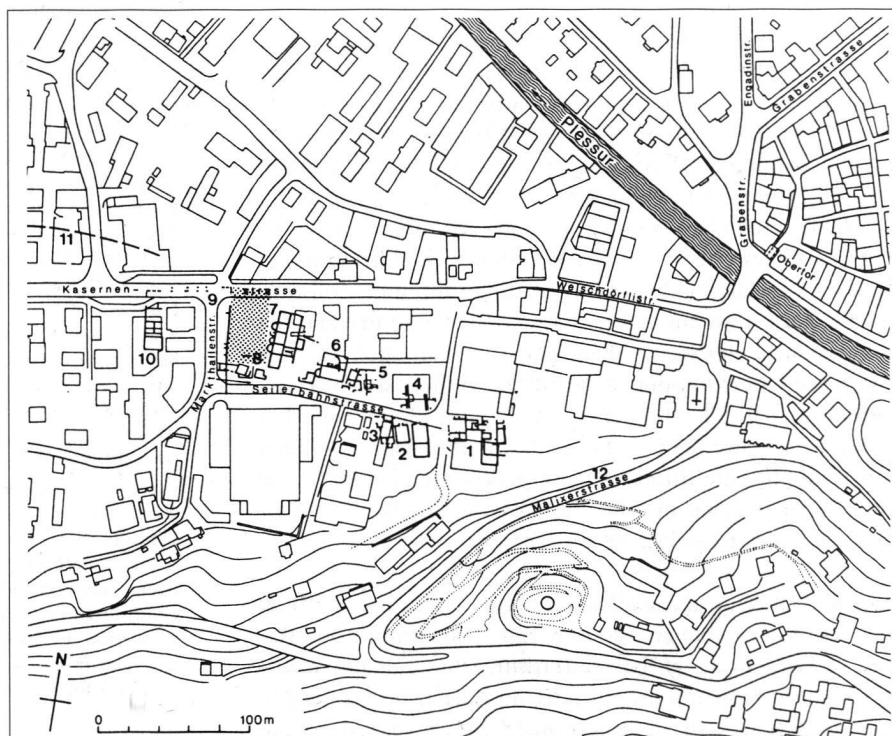 Engadinstr.
Grabenstrasse
Plessur
Grabenstr.
Obertor
11
Kasernen
strasse
Welschdörflistr.
9
7
10
Markthallenstr.
8
6
5
4
Seilerbahnstrasse
3
2
1
12
Malixerstrasse
N
0
100m